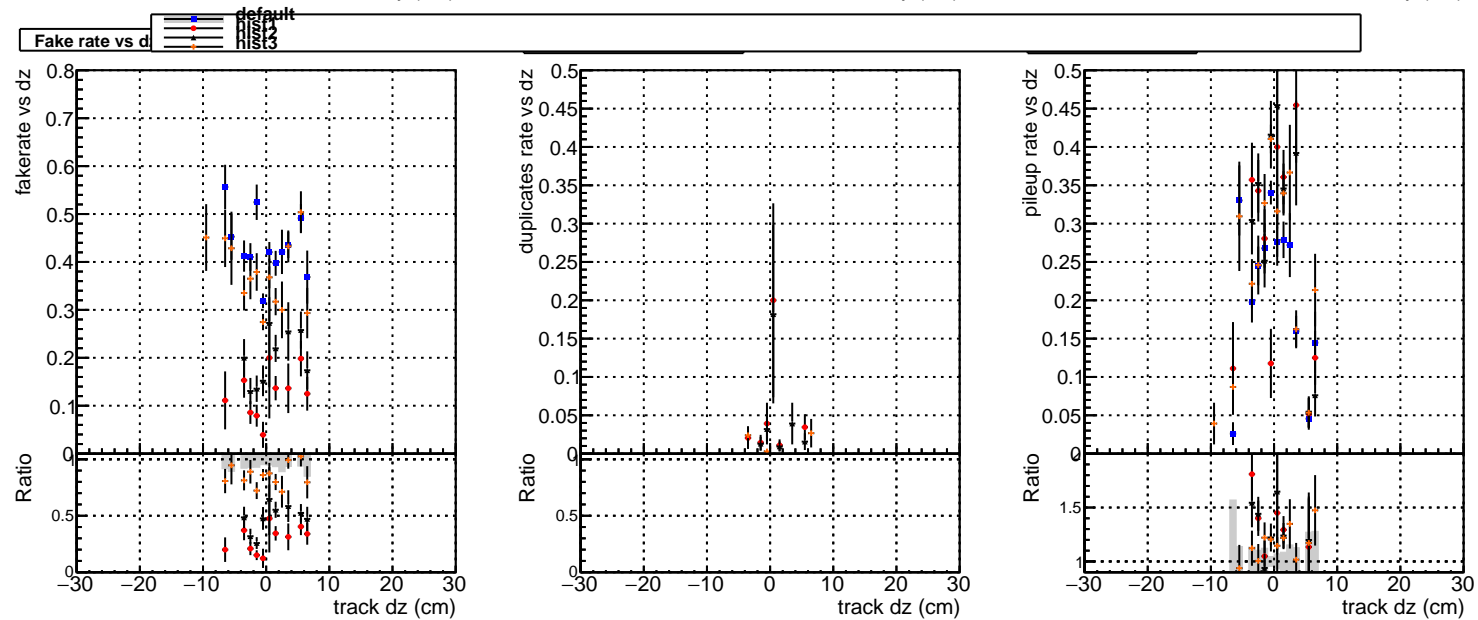 default
hist1
hist2
hist3
Fake rate vs dz
fakerate vs dz
0.8
0.7
0.6
0.5
0.4
0.3
0.2
0.1
0
Ratio
1
0.5
0
−30 −20 −10 0 10 20 30
track dz (cm)
duplicates rate vs dz
0.5
0.45
0.4
0.35
0.3
0.25
0.2
0.15
0.1
0.05
0
Ratio
1
0.5
0
−30 −20 −10 0 10 20 30
track dz (cm)
pileup rate vs dz
0.5
0.45
0.4
0.35
0.3
0.25
0.2
0.15
0.1
0.05
0
Ratio
1.5
1
−30 −20 −10 0 10 20 30
track dz (cm)